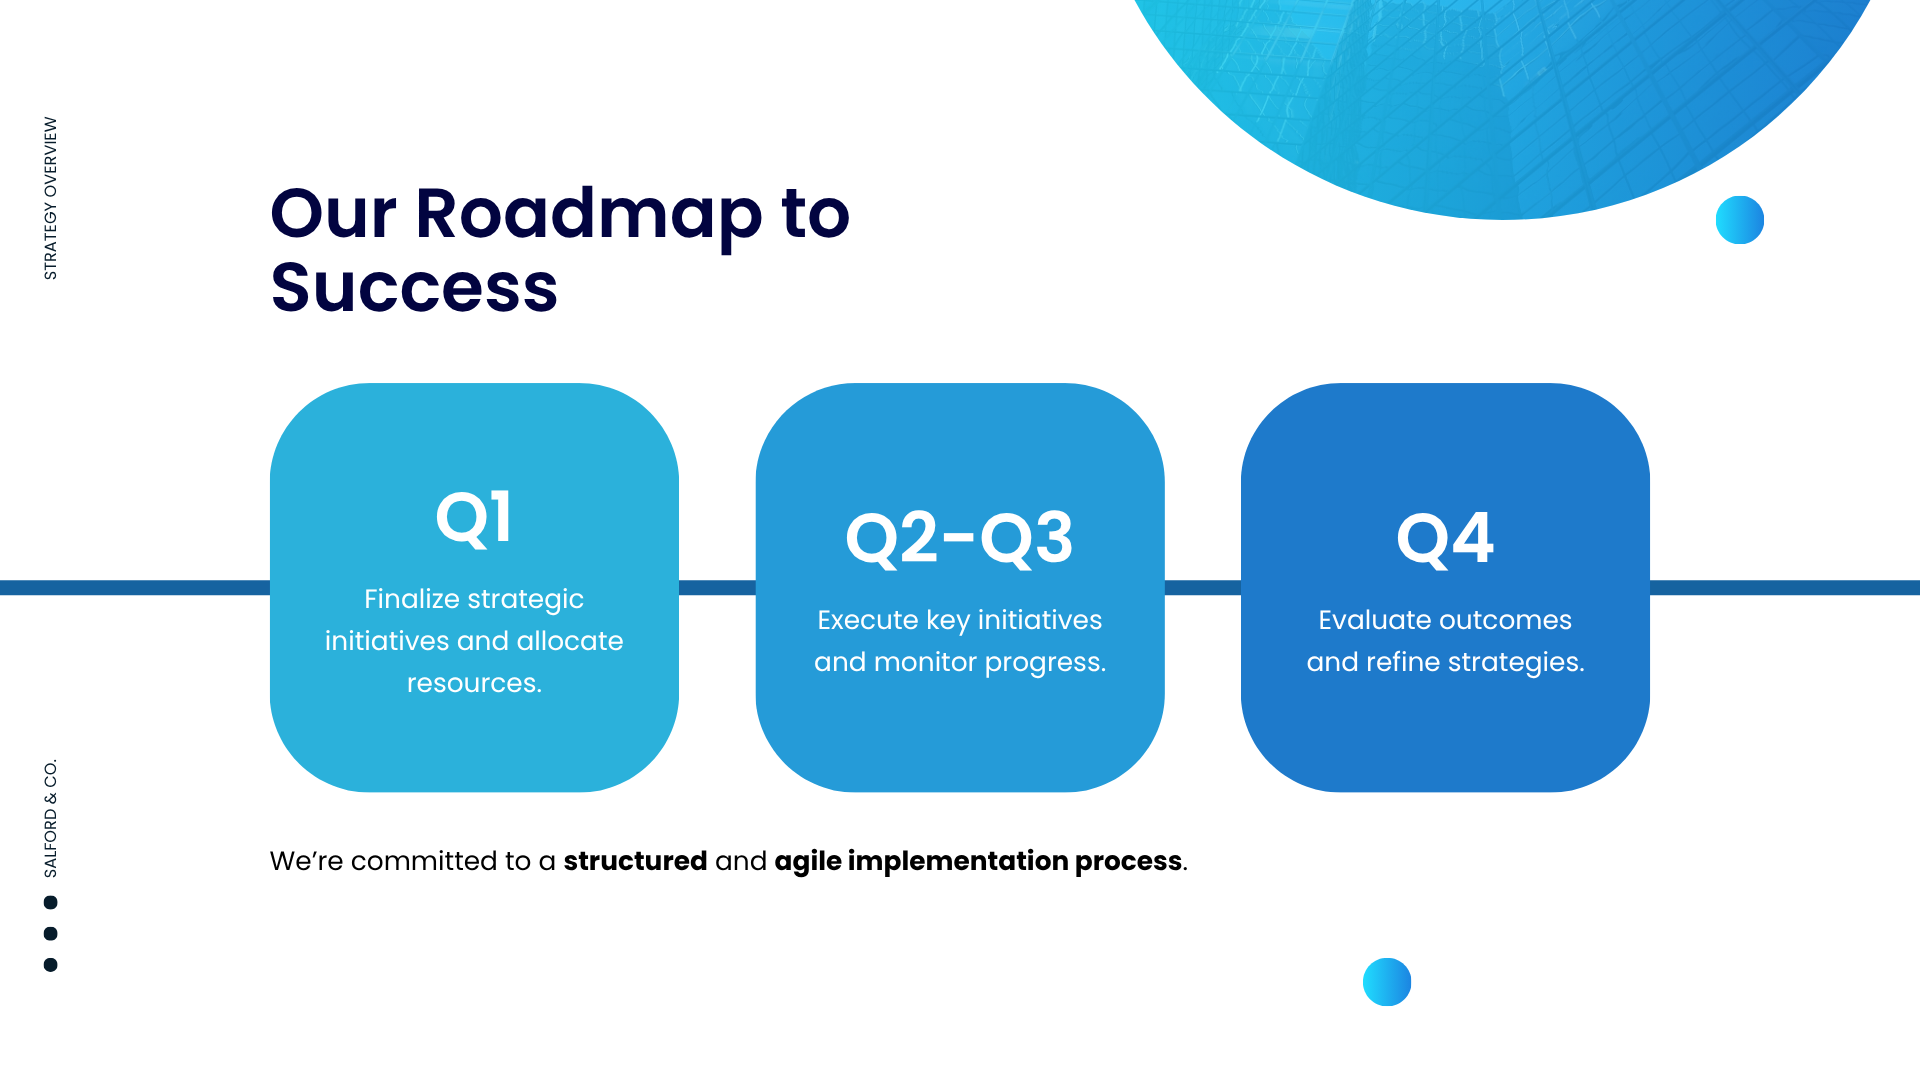 STRATEGY OVERVIEW
Our Roadmap to
Success
Q1
Finalize strategic
initiatives and allocate
resources.
Q2-Q3
Execute key initiatives
and monitor progress.
Q4
Evaluate outcomes
and refine strategies.
We’re committed to a structured and agile implementation process.
SALFORD & CO.